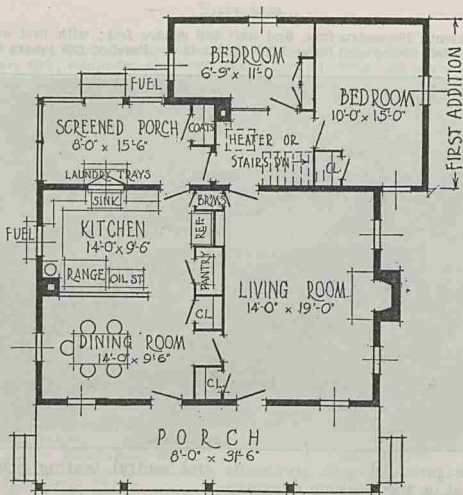 BEDROOM
6'-9" x 11'-0
FUEL
BEDROOM
10'-0" x 15'-0"
FIRST ADDITION
SCREENED PORCH
8'-0" x 15'-6"
COATS
HEATER OR
STAIRS D'N
CL.
LAUNDRY TRAYS
SINK
BR'MS
KITCHEN
14'-0" x 9'-6"
REF.
FUEL
PANTRY
RANGE
OIL ST.
LIVING ROOM
14'-0" x 19'-0"
CL.
DINING ROOM
14'-0" x 9'6"
CL.
PORCH
8'-0" x 31'-6"